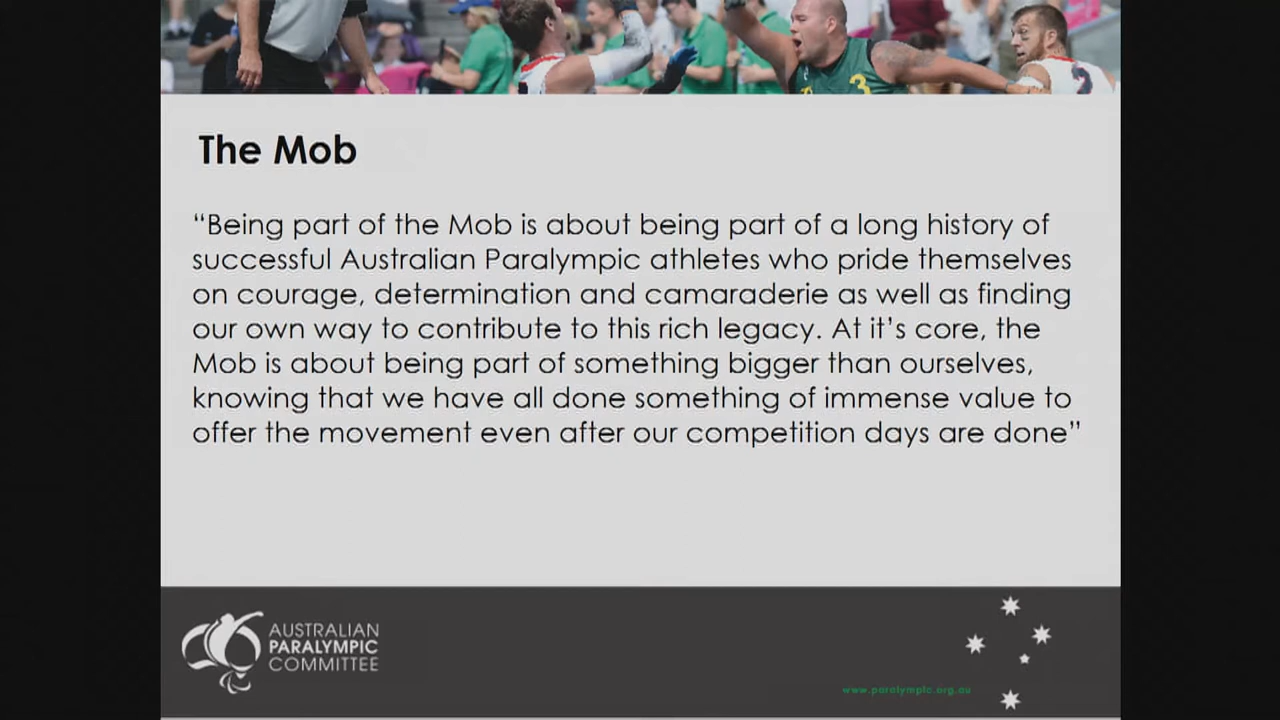 3
2
The Mob
“Being part of the Mob is about being part of a long history of
successful Australian Paralympic athletes who pride themselves
on courage, determination and camaraderie as well as finding
our own way to contribute to this rich legacy. At it’s core, the
Mob is about being part of something bigger than ourselves,
knowing that we have all done something of immense value to
offer the movement even after our competition days are done”
AUSTRALIAN
PARALYMPIC
COMMITTEE
www.paralympic.org.au